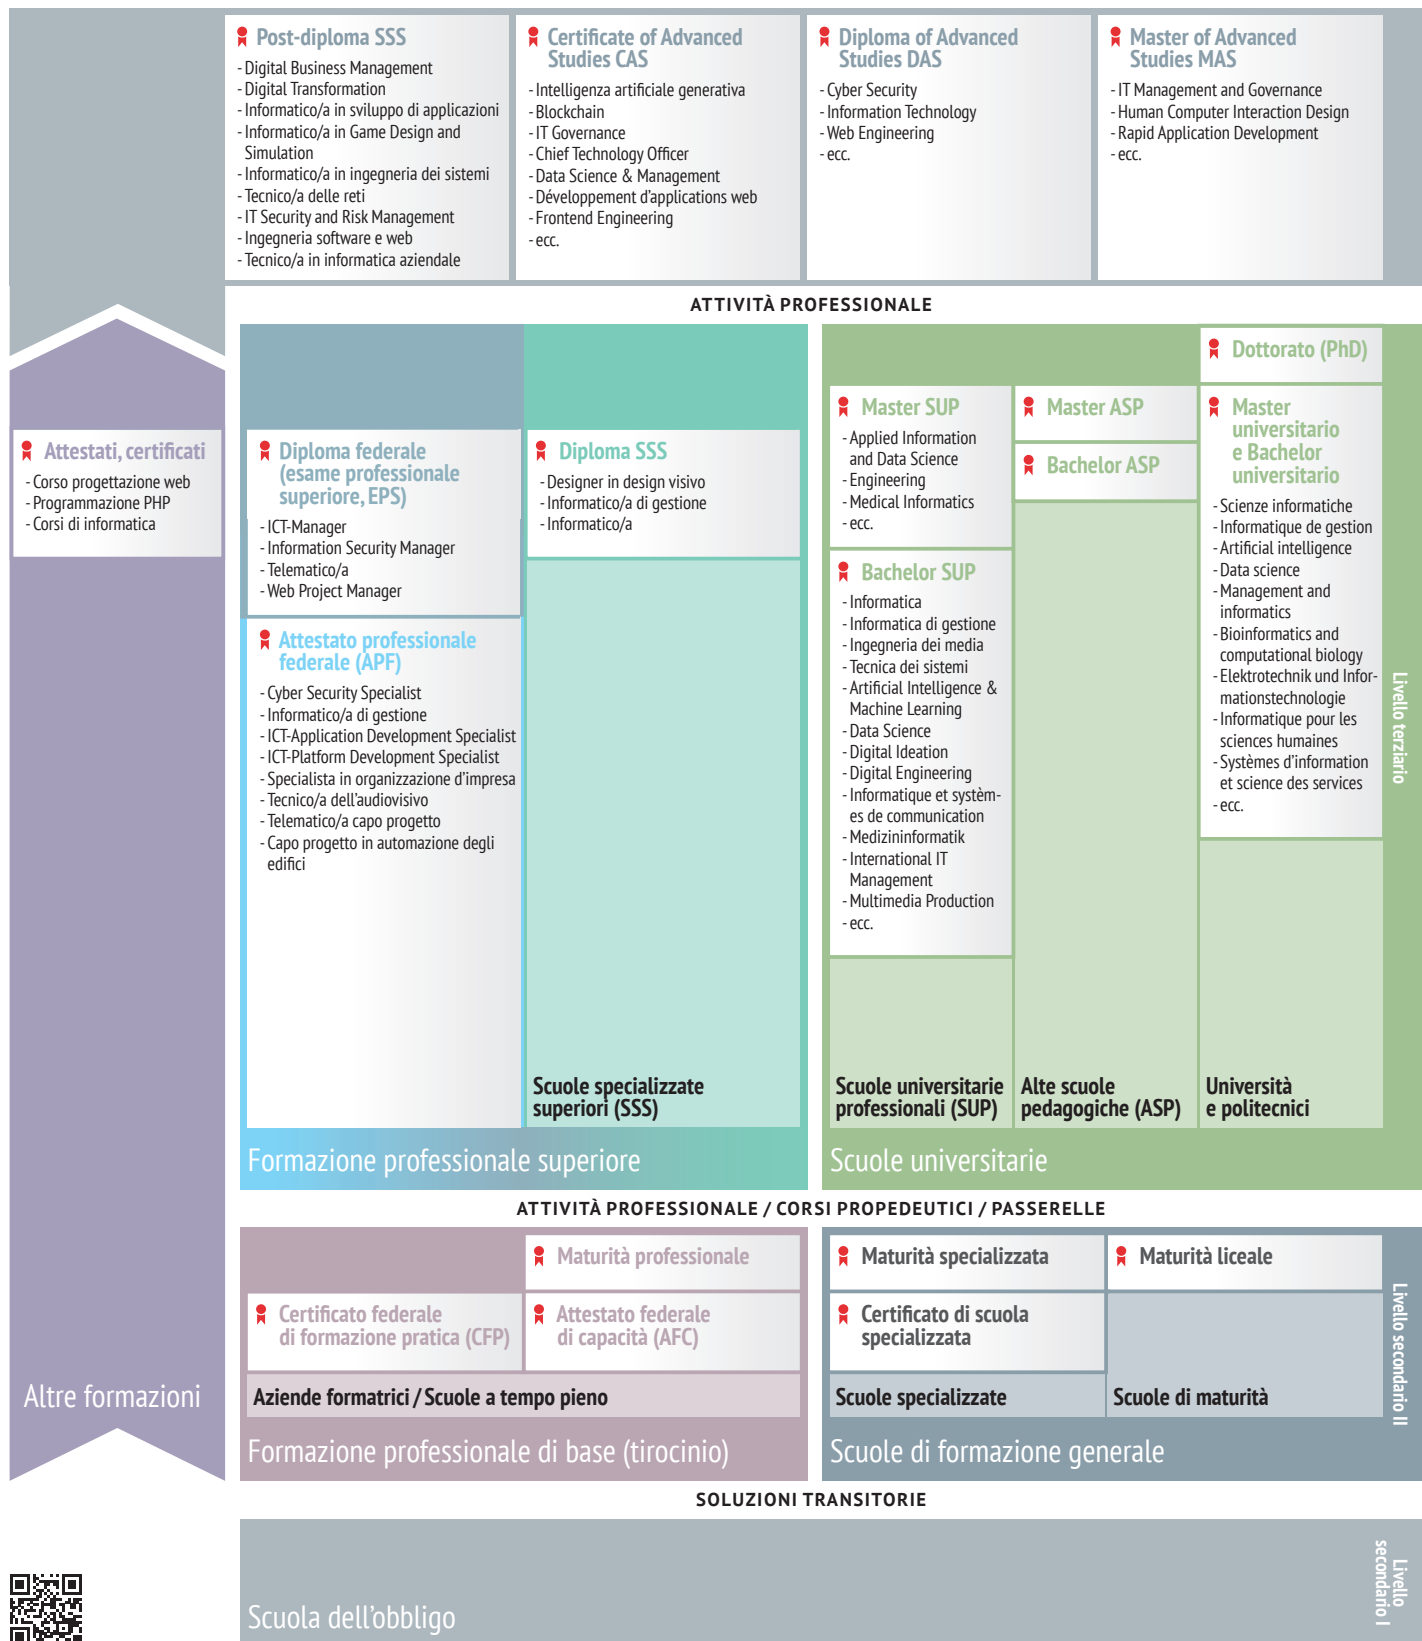 Post-diploma SSS
- Digital Business Management
- Digital Transformation
- Informatico/a in sviluppo di applicazioni
- Informatico/a in Game Design and
Simulation
- Informatico/a in ingegneria dei sistemi
- Tecnico/a delle reti
- IT Security and Risk Management
- Ingegneria software e web
- Tecnico/a in informatica aziendale
Certificate of Advanced
Studies CAS
- Intelligenza artificiale generativa
- Blockchain
- IT Governance
- Chief Technology Officer
- Data Science & Management
- Développement d'applications web
- Frontend Engineering
- ecc.
Diploma of Advanced
Studies DAS
- Cyber Security
- Information Technology
- Web Engineering
- ecc.
Master of Advanced
Studies MAS
- IT Management and Governance
- Human Computer Interaction Design
- Rapid Application Development
- ecc.
ATTIVITÀ PROFESSIONALE
Attestati, certificati
- Corso progettazione web
- Programmazione PHP
- Corsi di informatica
Altre formazioni
Diploma federale
(esame professionale
superiore, EPS)
- ICT-Manager
- Information Security Manager
- Telematico/a
- Web Project Manager
Attestato professionale
federale (APF)
- Cyber Security Specialist
- Informatico/a di gestione
- ICT-Application Development Specialist
- ICT-Platform Development Specialist
- Specialista in organizzazione d'impresa
- Tecnico/a dell'audiovisivo
- Telematico/a capo progetto
- Capo progetto in automazione degli
edifici
Diploma SSS
- Designer in design visivo
- Informatico/a di gestione
- Informatico/a
Scuole specializzate
superiori (SSS)
Formazione professionale superiore
Master SUP
- Applied Information
and Data Science
- Engineering
- Medical Informatics
- ecc.
Bachelor SUP
- Informatica
- Informatica di gestione
- Ingegneria dei media
- Tecnica dei sistemi
- Artificial Intelligence &
Machine Learning
- Data Science
- Digital Ideation
- Digital Engineering
- Informatique et systèm-
es de communication
- Medizininformatik
- International IT
Management
- Multimedia Production
- ecc.
Scuole universitarie
professionali (SUP)
Master ASP
Bachelor ASP
Alte scuole
pedagogiche (ASP)
Dottorato (PhD)
Master
universitario
e Bachelor
universitario
- Scienze informatiche
- Informatique de gestion
- Artificial intelligence
- Data science
- Management and
informatics
- Bioinformatics and
computational biology
- Elektrotechnik und Infor-
mationstechnologie
- Informatique pour les
sciences humaines
- Systèmes d'information
et science des services
- ecc.
Università
e politecnici
Scuole universitarie
Livello terziario
ATTIVITÀ PROFESSIONALE / CORSI PROPEDEUTICI / PASSERELLE
Maturità professionale
Certificato federale
di formazione pratica (CFP)
Attestato federale
di capacità (AFC)
Aziende formatrici / Scuole a tempo pieno
Formazione professionale di base (tirocinio)
Maturità specializzata
Maturità liceale
Certificato di scuola
specializzata
Scuole specializzate
Scuole di maturità
Scuole di formazione generale
Livello secondario II
SOLUZIONI TRANSITORIE
Scuola dell'obbligo
Livello
secondario I